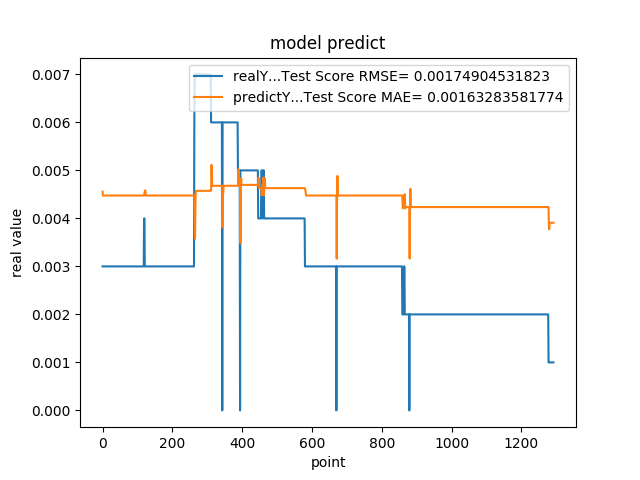 model predict
realY...Test Score RMSE= 0.00174904531823
predictY...Test Score MAE= 0.00163283581774
0.007
0.006
0.005
0.004
0.003
0.002
0.001
0.000
real value
0 200 400 600 800 1000 1200
point